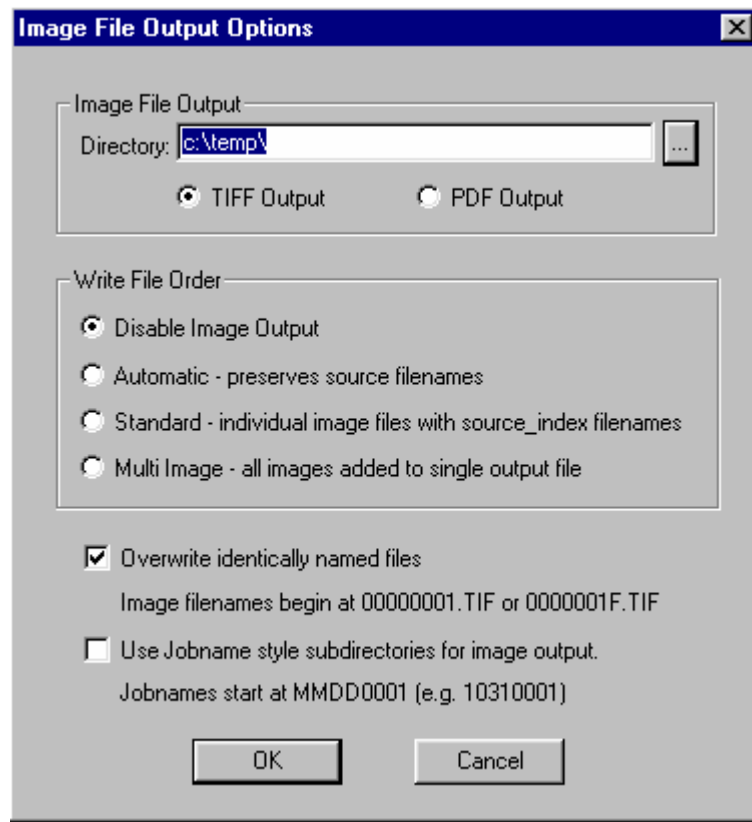 Image File Output Options
Image File Output
Directory: c:\temp\ ...
TIFF Output PDF Output
Write File Order
Disable Image Output
Automatic - preserves source filenames
Standard - individual image files with source_index filenames
Multi Image - all images added to single output file
Overwrite identically named files
Image filenames begin at 00000001.TIF or 0000001F.TIF
Use Jobname style subdirectories for image output.
Jobnames start at MMDD0001 (e.g. 10310001)
OK Cancel